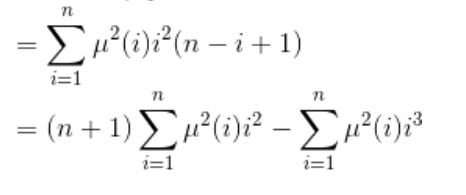 = \sum_{i=1}^{n} \mu^2(i)i^2(n - i + 1)
= (n + 1) \sum_{i=1}^{n} \mu^2(i)i^2 - \sum_{i=1}^{n} \mu^2(i)i^3